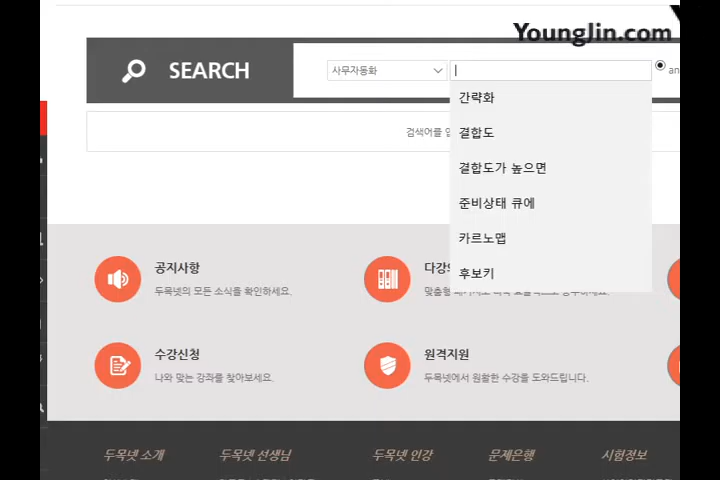 YoungJin.com
SEARCH
사무자동화
an
간략화
검색어를 입
결합도
결합도가 높으면
준비상태 큐에
카르노맵
후보키
공지사항
두목넷의 모든 소식을 확인하세요.
다강의
수강신청
나와 맞는 강좌를 찾아보세요.
원격지원
두목넷에서 원활한 수강을 도와드립니다.
두목넷 소개
두목넷 선생님
두목넷 인강
문제은행
시험정보